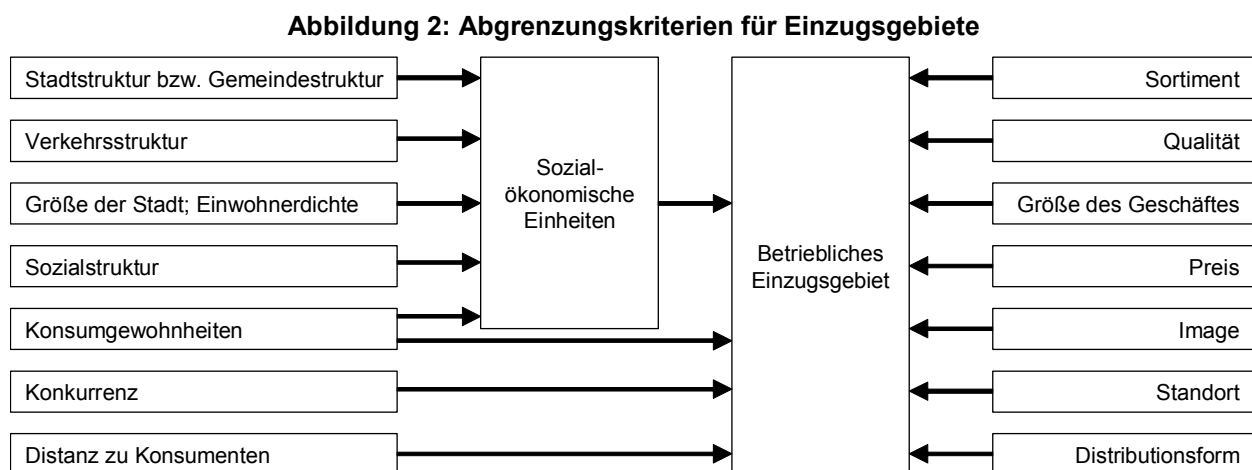 Abbildung 2: Abgrenzungskriterien für Einzugsgebiete
Stadtstruktur bzw. Gemeindestruktur
Verkehrsstruktur
Größe der Stadt; Einwohnerdichte
Sozialstruktur
Konsumgewohnheiten
Konkurrenz
Distanz zu Konsumenten
Sozial-
ökonomische
Einheiten
Betriebliches
Einzugsgebiet
Sortiment
Qualität
Größe des Geschäftes
Preis
Image
Standort
Distributionsform